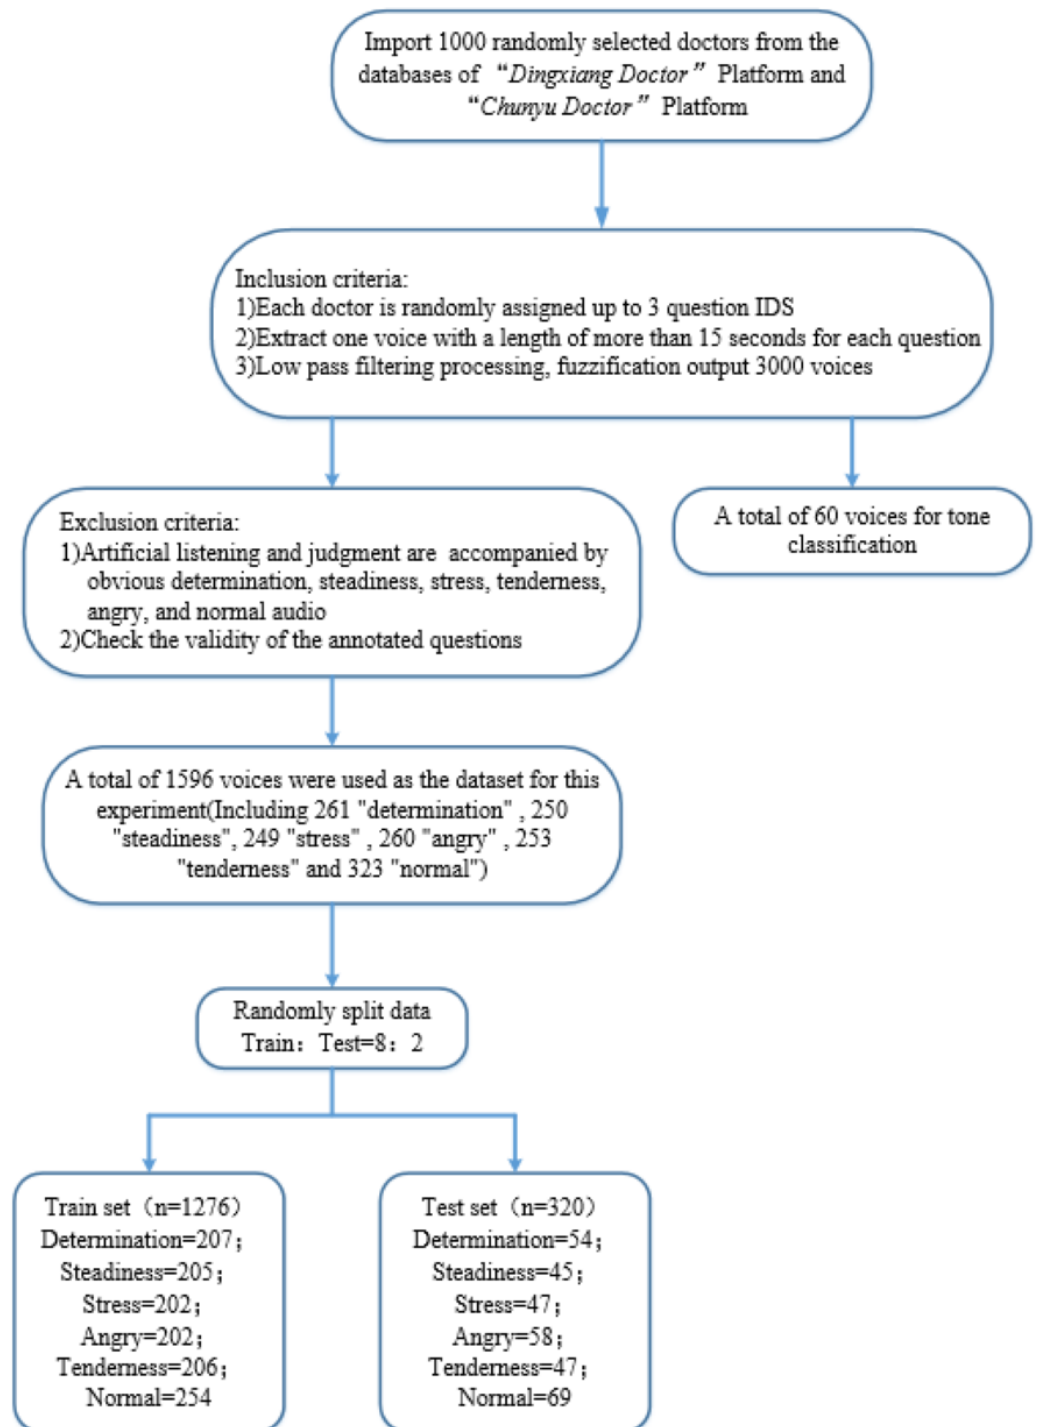 Import 1000 randomly selected doctors from the
databases of “Dingxiang Doctor” Platform and
“Chunyu Doctor” Platform
Inclusion criteria:
1)Each doctor is randomly assigned up to 3 question IDS
2)Extract one voice with a length of more than 15 seconds for each question
3)Low pass filtering processing, fuzzification output 3000 voices
Exclusion criteria:
1)Artificial listening and judgment are accompanied by
obvious determination, steadiness, stress, tenderness,
angry, and normal audio
2)Check the validity of the annotated questions
A total of 60 voices for tone
classification
A total of 1596 voices were used as the dataset for this
experiment(Including 261 "determination" , 250
"steadiness", 249 "stress" , 260 "angry" , 253
"tenderness" and 323 "normal")
Randomly split data
Train：Test=8：2
Train set（n=1276）
Determination=207；
Steadiness=205；
Stress=202；
Angry=202；
Tenderness=206；
Normal=254
Test set（n=320）
Determination=54；
Steadiness=45；
Stress=47；
Angry=58；
Tenderness=47；
Normal=69